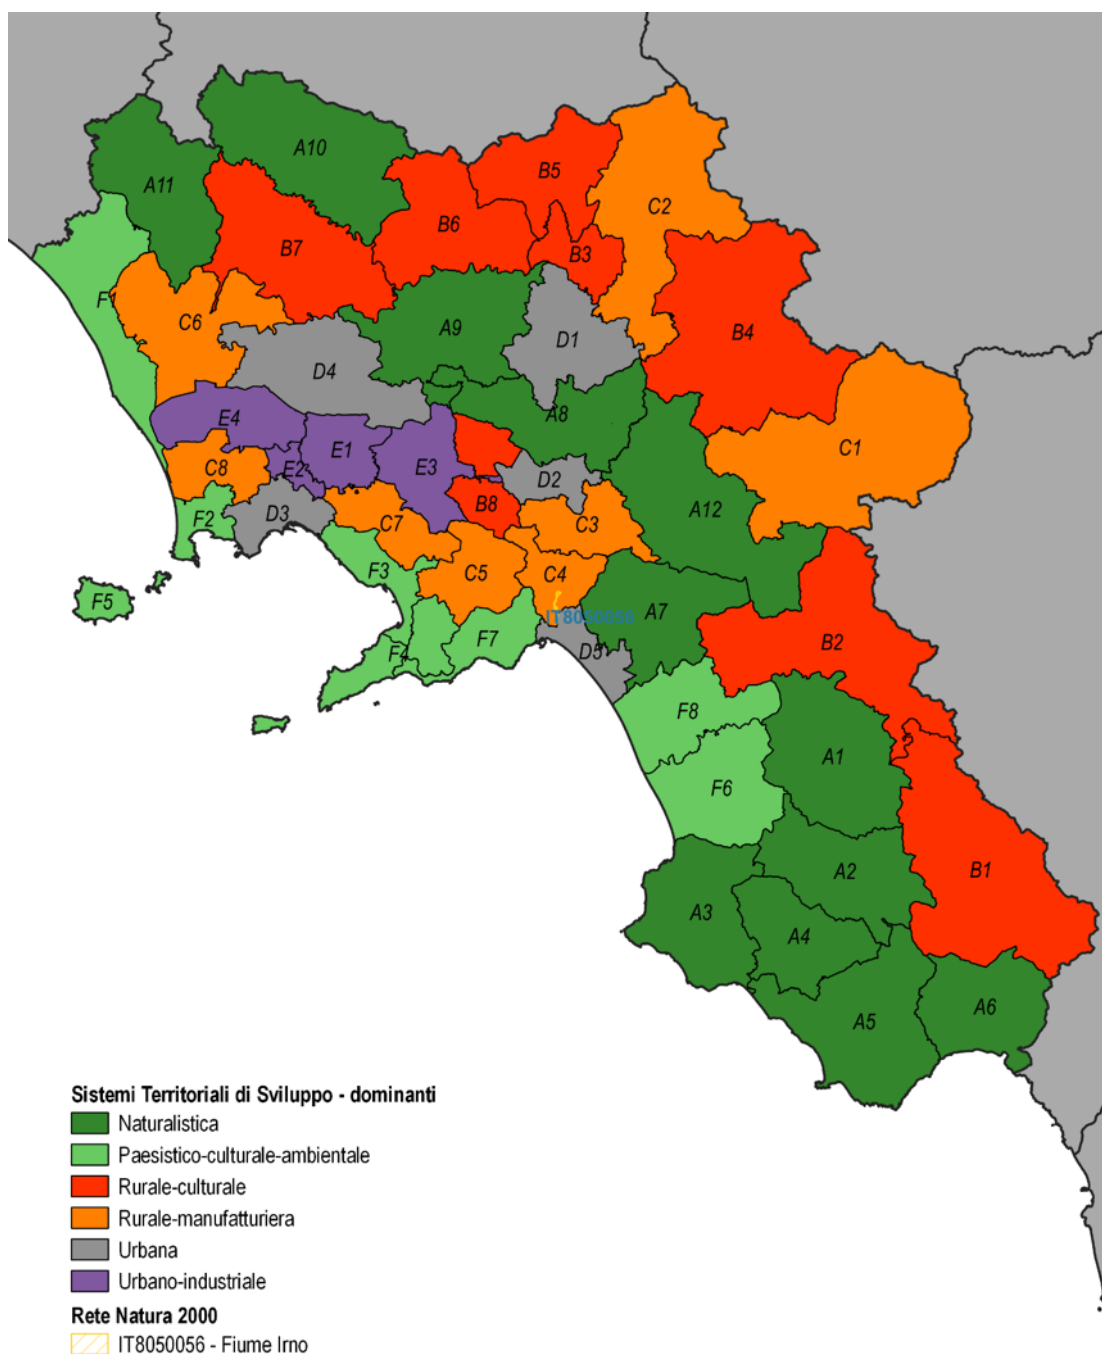 A10
A11
B5
B6
C2
B7
B3
F1
C6
A9
D1
B4
D4
A8
E4
E1
E3
C1
C8
E2
D2
B8
A12
F2
D3
C7
C3
F3
C5
C4
F5
IT8050056
A7
F7
F4
D5
B2
F8
A1
F6
A2
B1
A3
A4
A5
A6
Sistemi Territoriali di Sviluppo - dominanti
Naturalistica
Paesistico-culturale-ambientale
Rurale-culturale
Rurale-manufatturiera
Urbana
Urbano-industriale
Rete Natura 2000
IT8050056 - Fiume Irno